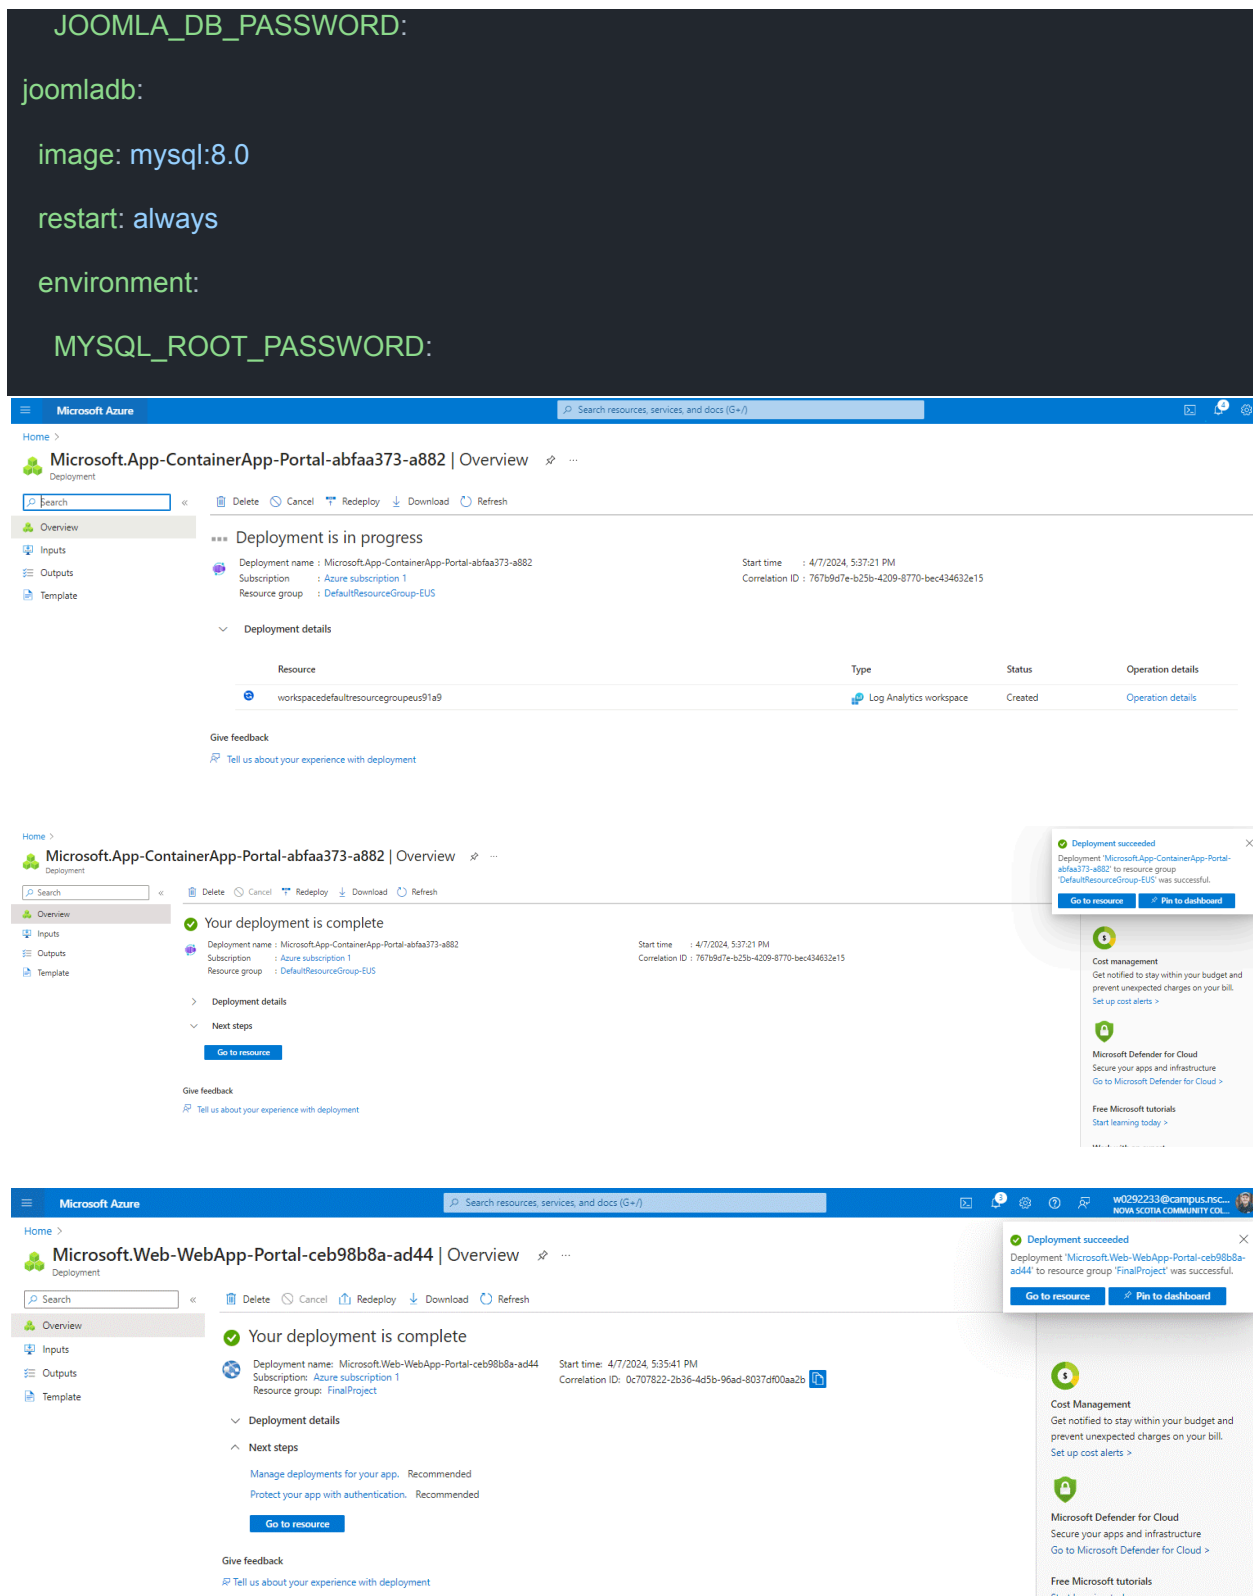 JOOMLA_DB_PASSWORD:
joomladb:
image: mysql:8.0
restart: always
environment:
MYSQL_ROOT_PASSWORD:
Microsoft Azure
Search resources, services, and docs (G+/)
4
Home >
Microsoft.App-ContainerApp-Portal-abfaa373-a882 | Overview
Deployment
Search
Delete Cancel Redeploy Download Refresh
Overview
Inputs
Outputs
Template
Deployment is in progress
Deployment name : Microsoft.App-ContainerApp-Portal-abfaa373-a882
Subscription : Azure subscription 1
Resource group : DefaultResourceGroup-EUS
Start time : 4/7/2024, 5:37:21 PM
Correlation ID : 767b9d7e-b25b-4209-8770-bec434632e15
Deployment details
Resource Type Status Operation details
workspacedefaultresourcegroupeus91a9 Log Analytics workspace Created Operation details
Give feedback
Tell us about your experience with deployment
Home >
Microsoft.App-ContainerApp-Portal-abfaa373-a882 | Overview
Deployment
Search
Delete Cancel Redeploy Download Refresh
Overview
Inputs
Outputs
Template
Your deployment is complete
Deployment name : Microsoft.App-ContainerApp-Portal-abfaa373-a882
Subscription : Azure subscription 1
Resource group : DefaultResourceGroup-EUS
Start time : 4/7/2024, 5:37:21 PM
Correlation ID : 767b9d7e-b25b-4209-8770-bec434632e15
Deployment details
Next steps
Go to resource
Give feedback
Tell us about your experience with deployment
Deployment succeeded
Deployment 'Microsoft.App-ContainerApp-Portal-
abfaa373-a882' to resource group
'DefaultResourceGroup-EUS' was successful.
Go to resource Pin to dashboard
Cost management
Get notified to stay within your budget and
prevent unexpected charges on your bill.
Set up cost alerts >
Microsoft Defender for Cloud
Secure your apps and infrastructure
Go to Microsoft Defender for Cloud >
Free Microsoft tutorials
Start learning today >
Microsoft Azure
Search resources, services, and docs (G+/)
3
w0292233@campus.nsc...
NOVA SCOTIA COMMUNITY COL...
Home >
Microsoft.Web-WebApp-Portal-ceb98b8a-ad44 | Overview
Deployment
Search
Delete Cancel Redeploy Download Refresh
Overview
Inputs
Outputs
Template
Your deployment is complete
Deployment name: Microsoft.Web-WebApp-Portal-ceb98b8a-ad44
Subscription: Azure subscription 1
Resource group: FinalProject
Start time: 4/7/2024, 5:35:41 PM
Correlation ID: 0c707822-2b36-4d5b-96ad-8037df00aa2b
Deployment details
Next steps
Manage deployments for your app. Recommended
Protect your app with authentication. Recommended
Go to resource
Give feedback
Tell us about your experience with deployment
Deployment succeeded
Deployment 'Microsoft.Web-WebApp-Portal-ceb98b8a-
ad44' to resource group 'FinalProject' was successful.
Go to resource Pin to dashboard
Cost Management
Get notified to stay within your budget and
prevent unexpected charges on your bill.
Set up cost alerts >
Microsoft Defender for Cloud
Secure your apps and infrastructure
Go to Microsoft Defender for Cloud >
Free Microsoft tutorials